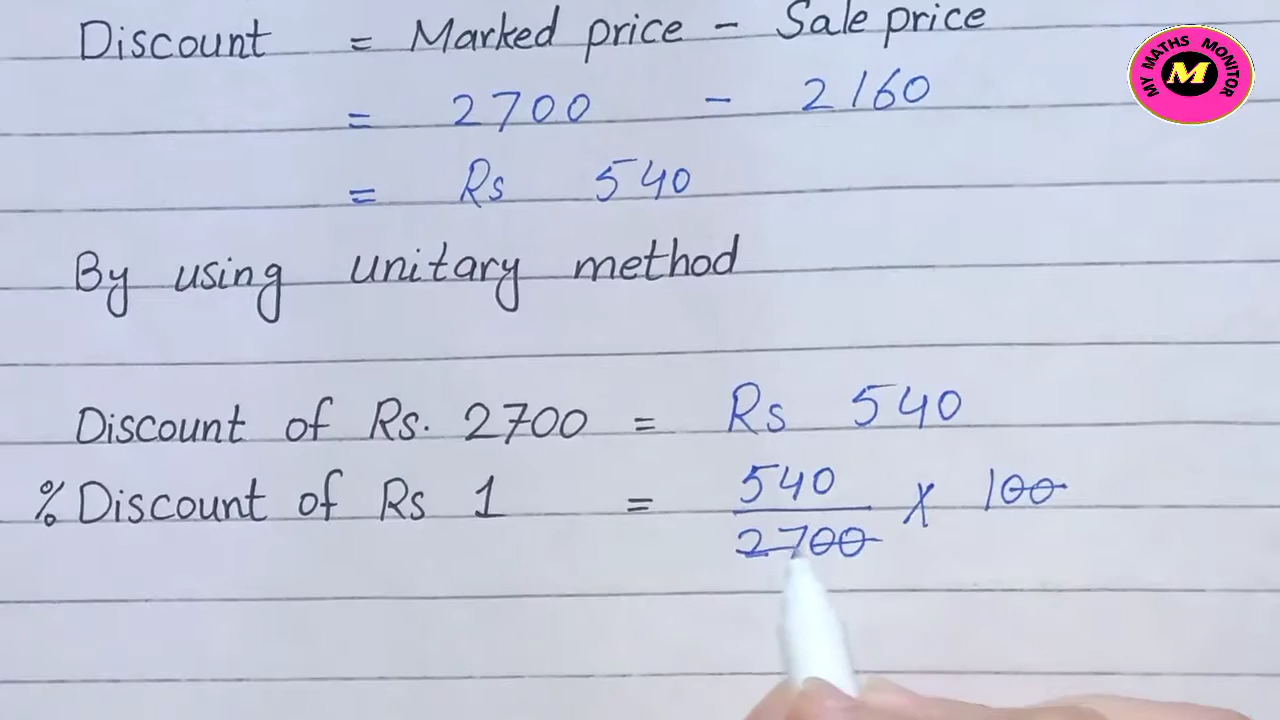 Discount = Marked price - Sale price
= 2700 - 2160
= Rs 540
By using unitary method
Discount of Rs. 2700 = Rs 540
% Discount of Rs 1 = 540/2700 X 100
MY MATHS MONITOR
M